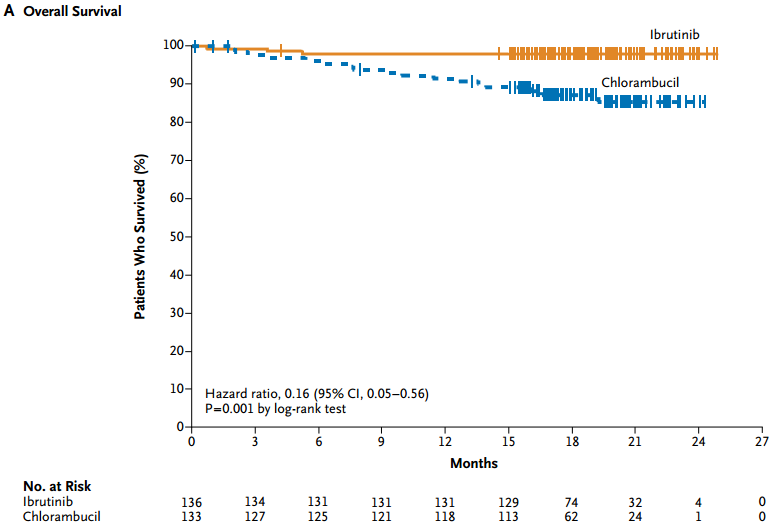 A Overall Survival
Ibrutinib
Chlorambucil
100
90
80
70
60
50
40
30
20
10
0
Patients Who Survived (%)
Hazard ratio, 0.16 (95% CI, 0.05–0.56)
P=0.001 by log-rank test
0 3 6 9 12 15 18 21 24 27
Months
No. at Risk
Ibrutinib 136 134 131 131 131 129 74 32 4 0
Chlorambucil 133 127 125 121 118 113 62 24 1 0